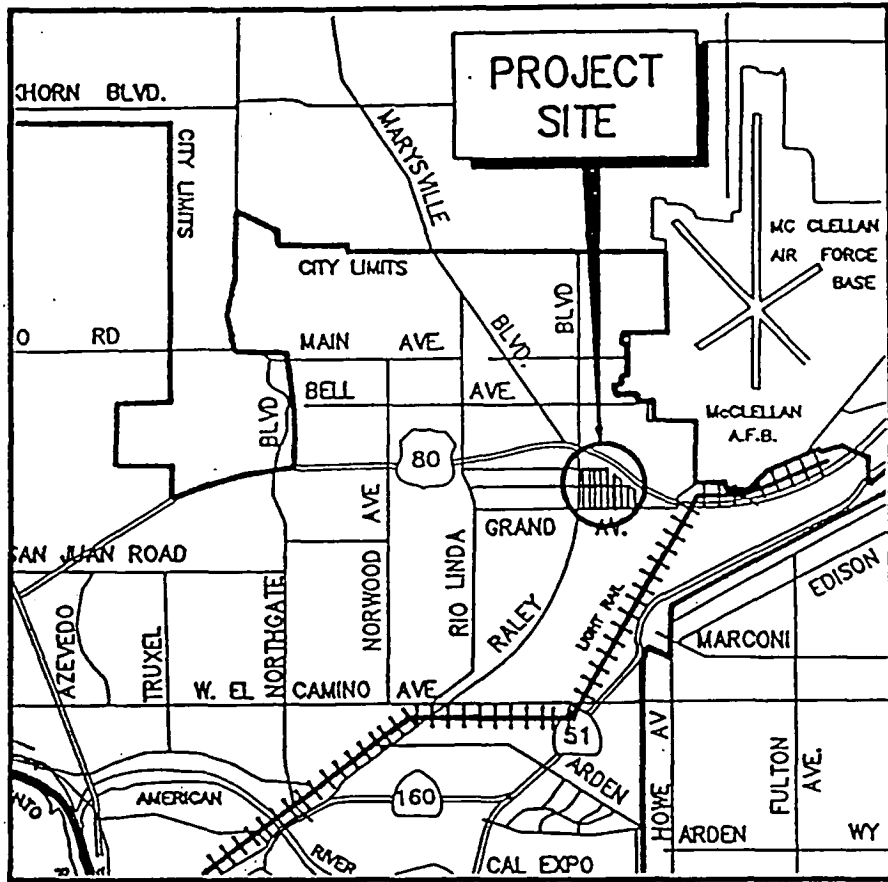 PROJECT
SITE
HORN BLVD.
CITY LIMITS
MARYSVILLE
BLVD.
BLVD
MC CLELLAN
AIR FORCE
BASE
CITY LIMITS
O RD
MAIN AVE.
BELL AVE.
BLVD
McCLELLAN
A.F.B.
80
AVE
GRAND AV.
SAN JUAN ROAD
NORTHGATE
NORWOOD
RIO LINDA
RALEY
LIGHT RAIL
EDISON
MARCONI
AZEVEDO
TRUXEL
W. EL CAMINO AVE.
51
ARDEN
HOWE AV
FULTON
AVE.
160
AMERICAN
RIVER
ARDEN WY
CAL EXPO